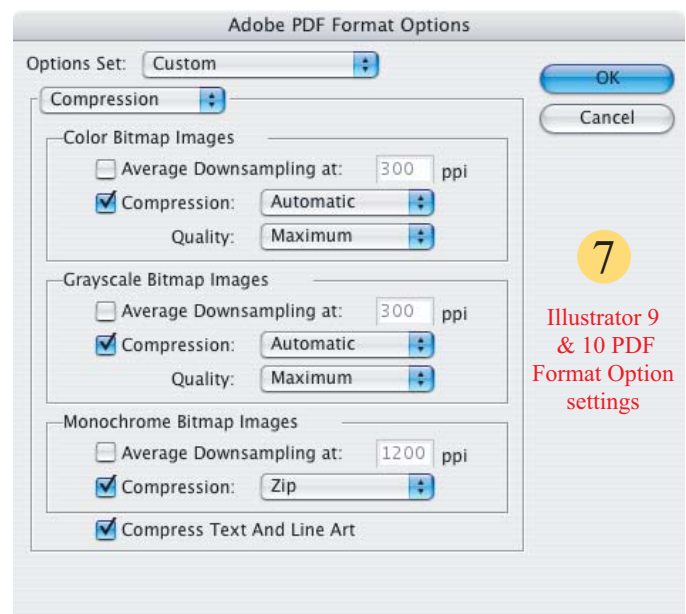 Adobe PDF Format Options
Options Set: Custom
Compression
OK
Cancel
Color Bitmap Images
Average Downsampling at: 300 ppi
Compression: Automatic
Quality: Maximum
Grayscale Bitmap Images
Average Downsampling at: 300 ppi
Compression: Automatic
Quality: Maximum
Monochrome Bitmap Images
Average Downsampling at: 1200 ppi
Compression: Zip
Compress Text And Line Art
7
Illustrator 9
& 10 PDF
Format Option
settings